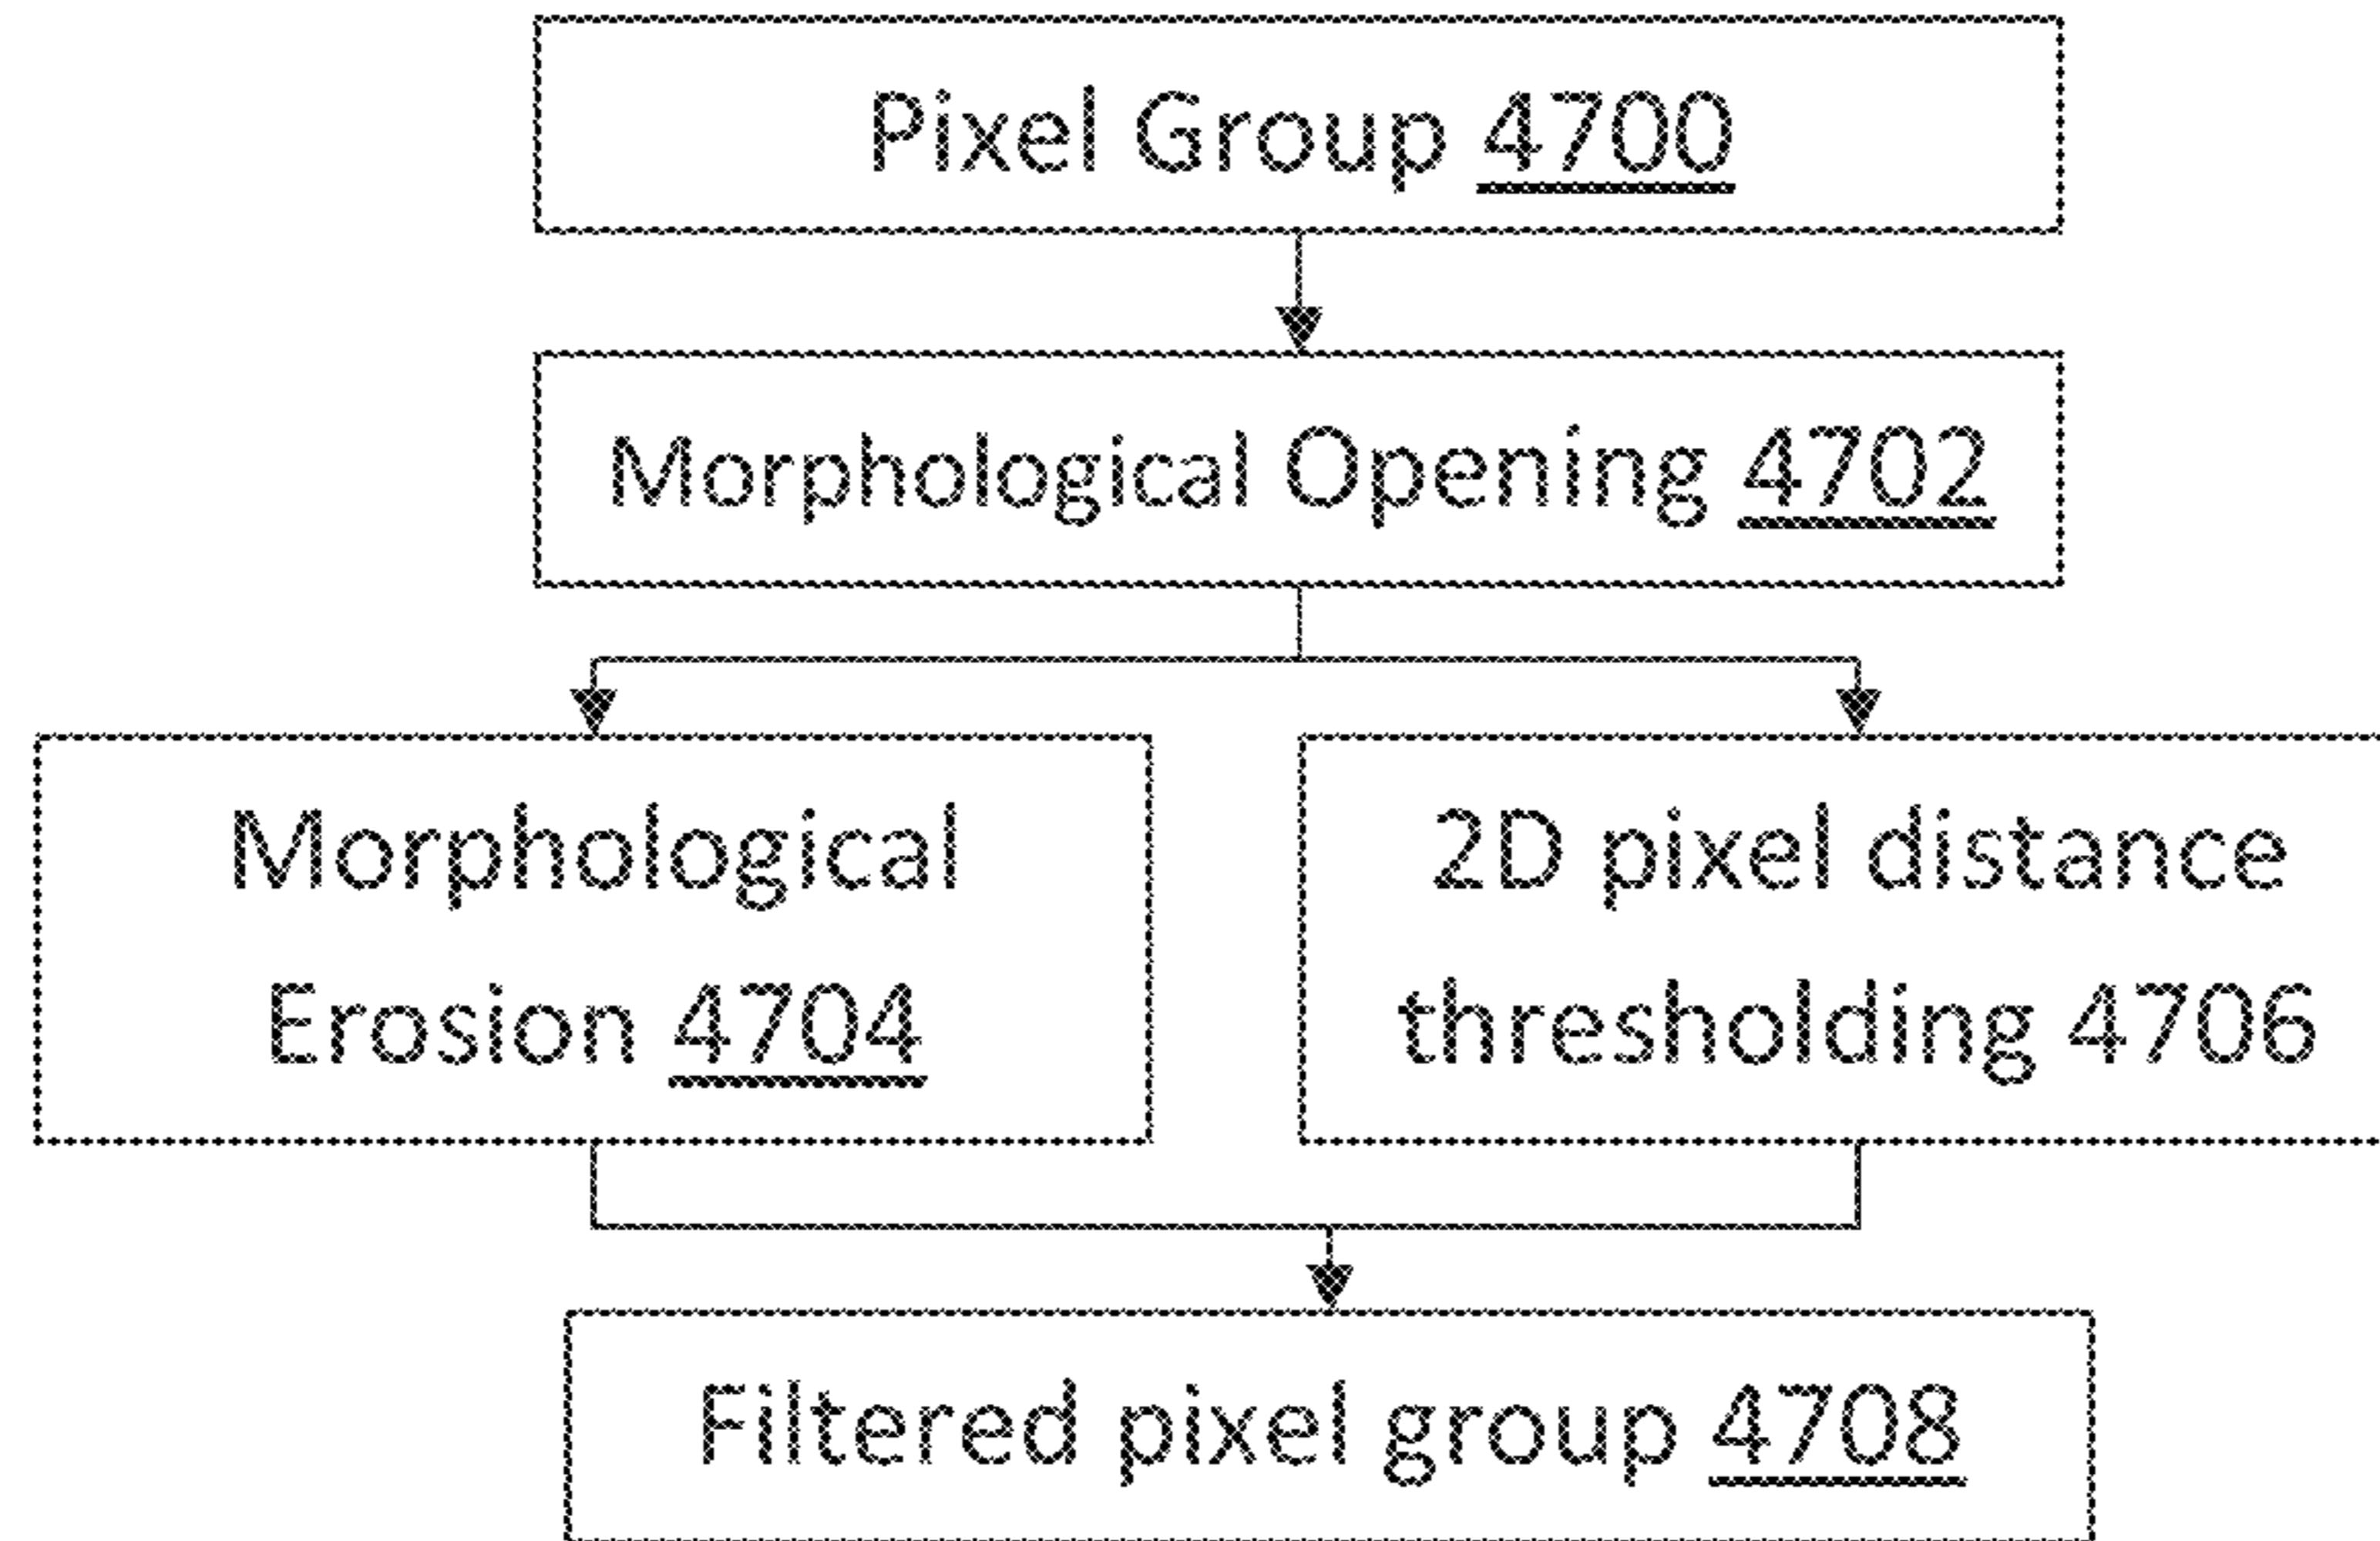 Pixel Group 4700
Morphological Opening 4702
Morphological
Erosion 4704
2D pixel distance
thresholding 4706
Filtered pixel group 4708